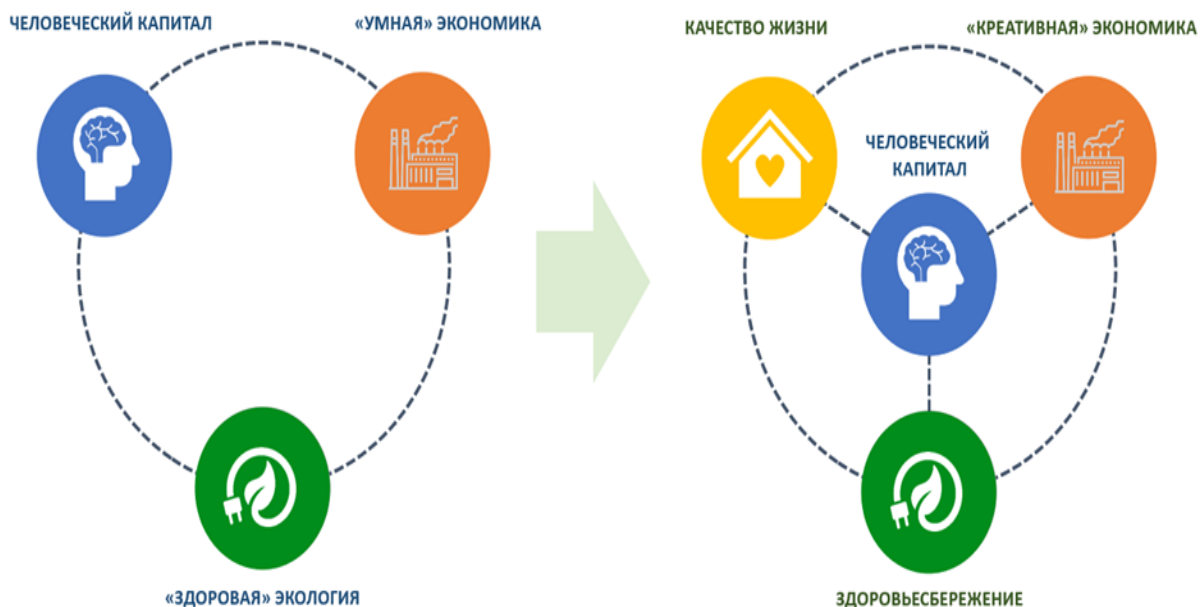 ЧЕЛОВЕЧЕСКИЙ КАПИТАЛ
«УМНАЯ» ЭКОНОМИКА
«ЗДОРОВАЯ» ЭКОЛОГИЯ
КАЧЕСТВО ЖИЗНИ
«КРЕАТИВНАЯ» ЭКОНОМИКА
ЧЕЛОВЕЧЕСКИЙ
КАПИТАЛ
ЗДОРОВЬЕСБЕРЕЖЕНИЕ